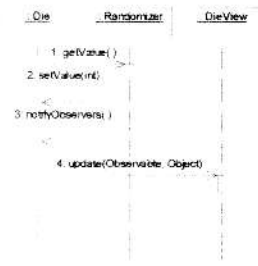 : Die : Randomizer : DieView
1. getValue( )
2. setValue(int)
3. notifyObservers( )
4. update(Observable, Object)